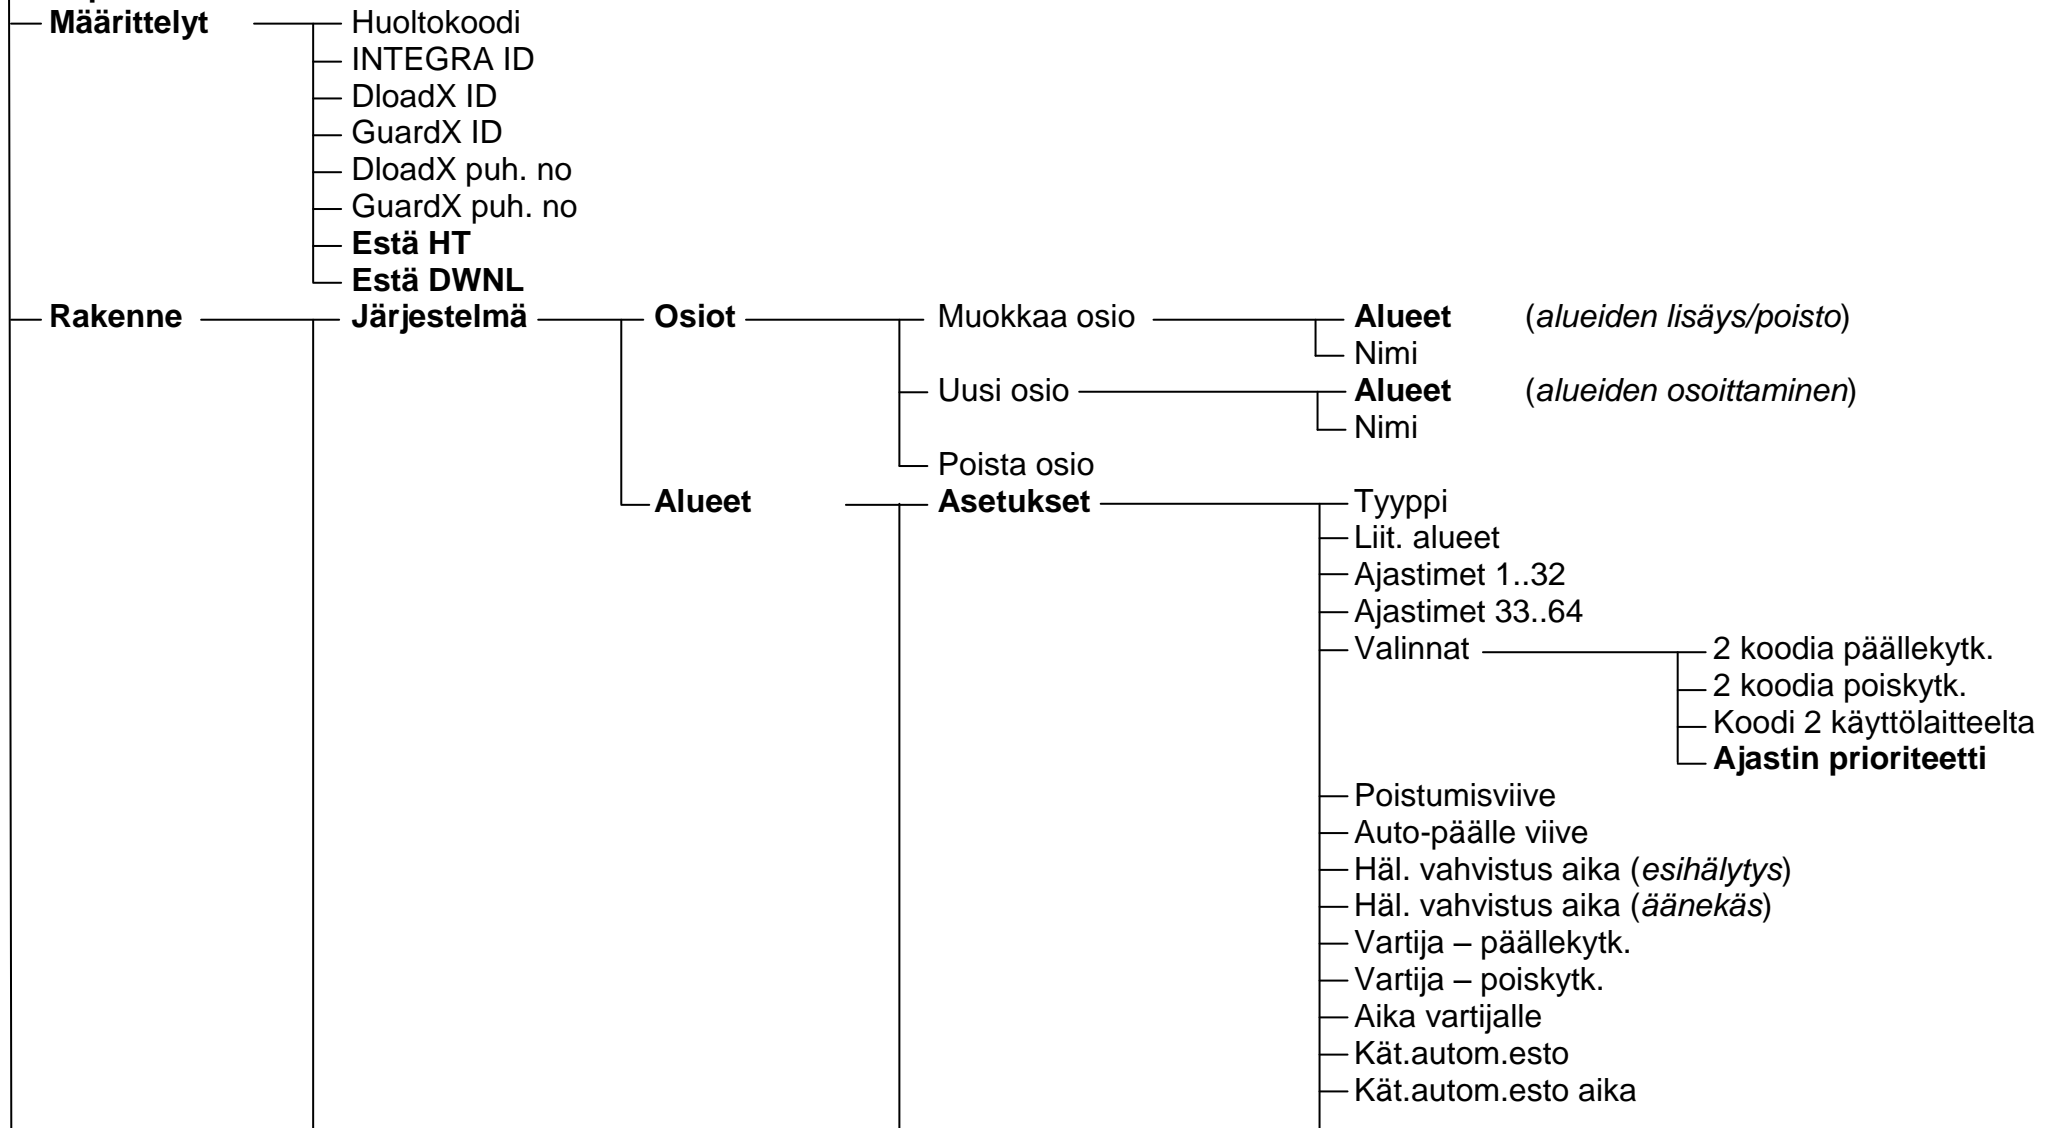 Määrittelyt Huoltokoodi
INTEGRA ID
DloadX ID
GuardX ID
DloadX puh. no
GuardX puh. no
Estä HT
Estä DWNL
Rakenne Järjestelmä Osiot Muokkaa osio Alueet (alueiden lisäys/poisto)
Nimi
Uusi osio Alueet (alueiden osoittaminen)
Nimi
Poista osio
Alueet Asetukset Tyyppi
Liit. alueet
Ajastimet 1..32
Ajastimet 33..64
Valinnat 2 koodia päällekytk.
2 koodia poiskytk.
Koodi 2 käyttölaitteelta
Ajastin prioriteetti
Poistumisviive
Auto-päälle viive
Häl. vahvistus aika (esihälytys)
Häl. vahvistus aika (äänekäs)
Vartija – päällekytk.
Vartija – poiskytk.
Aika vartijalle
Kät.autom.esto
Kät.autom.esto aika